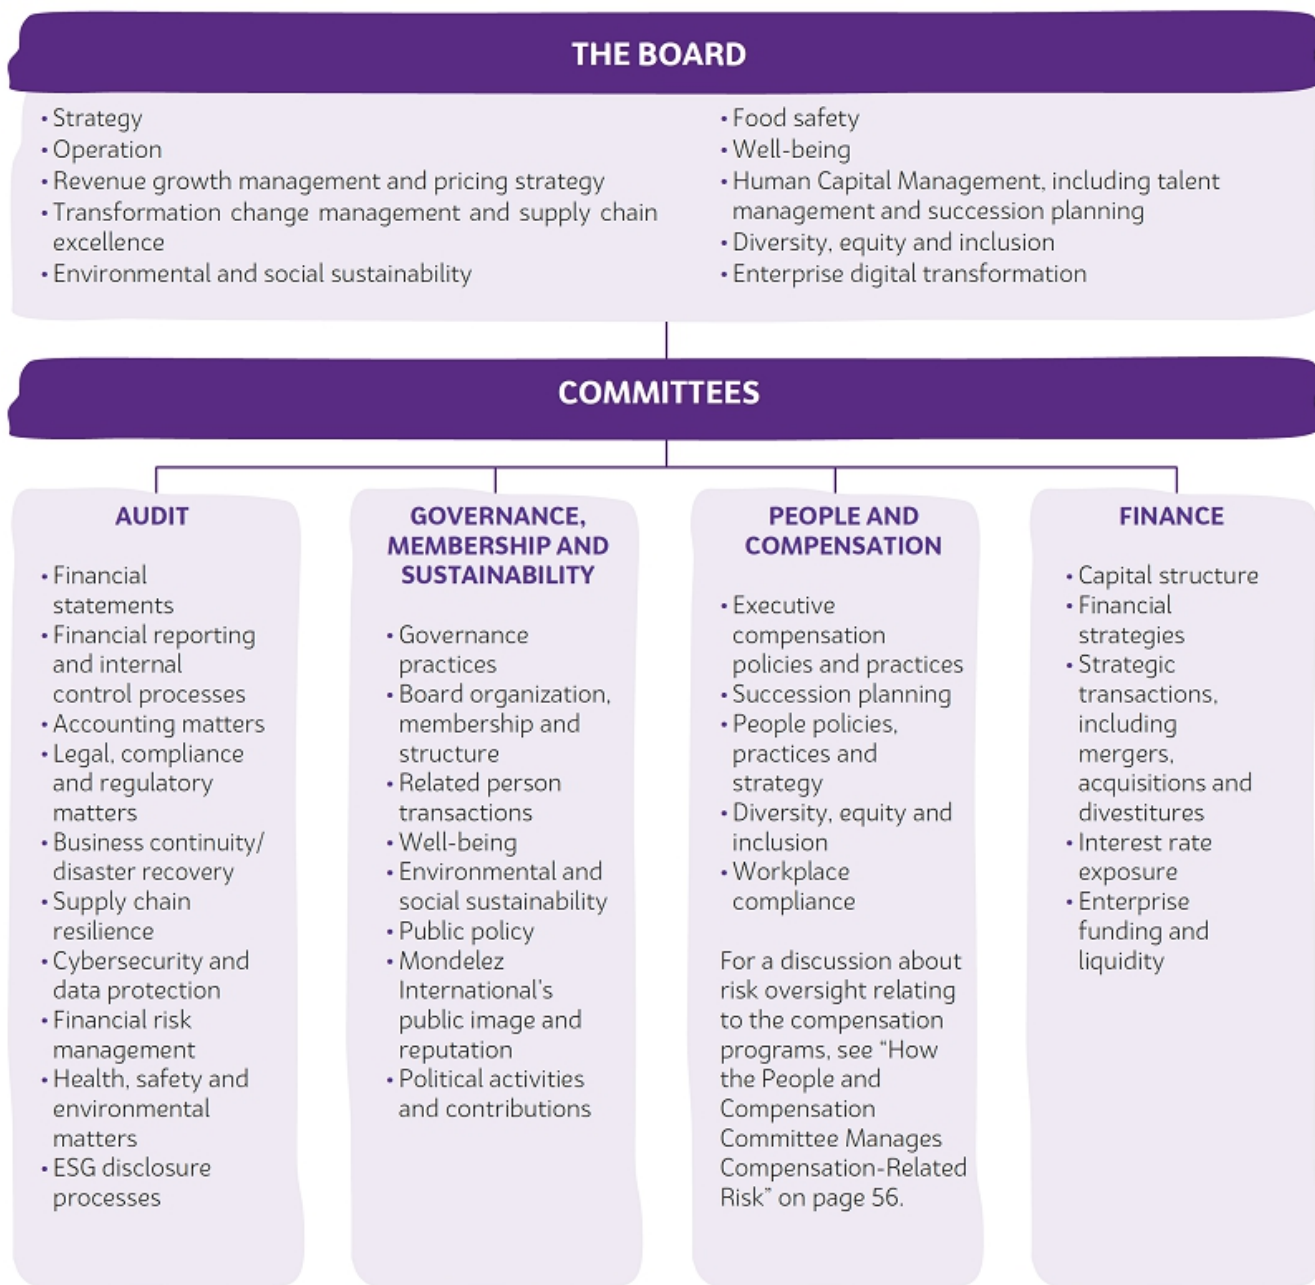 THE BOARD
• Strategy
• Operation
• Revenue growth management and pricing strategy
• Transformation change management and supply chain
excellence
• Environmental and social sustainability
• Food safety
• Well-being
• Human Capital Management, including talent
management and succession planning
• Diversity, equity and inclusion
• Enterprise digital transformation
COMMITTEES
AUDIT
• Financial
statements
• Financial reporting
and internal
control processes
• Accounting matters
• Legal, compliance
and regulatory
matters
• Business continuity/
disaster recovery
• Supply chain
resilience
• Cybersecurity and
data protection
• Financial risk
management
• Health, safety and
environmental
matters
• ESG disclosure
processes
GOVERNANCE,
MEMBERSHIP AND
SUSTAINABILITY
• Governance
practices
• Board organization,
membership and
structure
• Related person
transactions
• Well-being
• Environmental and
social sustainability
• Public policy
• Mondelez
International's
public image and
reputation
• Political activities
and contributions
PEOPLE AND
COMPENSATION
• Executive
compensation
policies and practices
• Succession planning
• People policies,
practices and
strategy
• Diversity, equity and
inclusion
• Workplace
compliance
For a discussion about
risk oversight relating
to the compensation
programs, see “How
the People and
Compensation
Committee Manages
Compensation-Related
Risk” on page 56.
FINANCE
• Capital structure
• Financial
strategies
• Strategic
transactions,
including
mergers,
acquisitions and
divestitures
• Interest rate
exposure
• Enterprise
funding and
liquidity